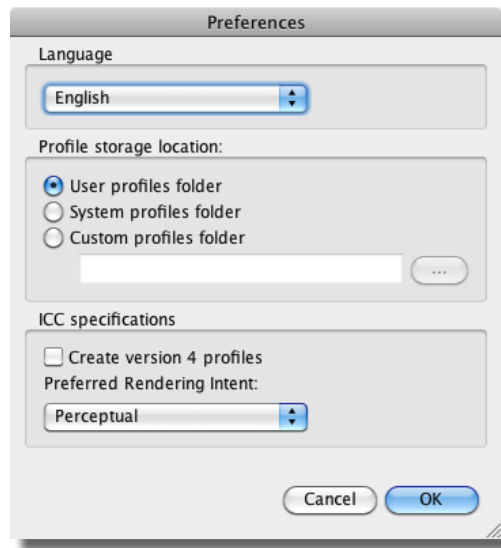 Preferences
Language
English
Profile storage location:
User profiles folder
System profiles folder
Custom profiles folder
...
ICC specifications
Create version 4 profiles
Preferred Rendering Intent:
Perceptual
Cancel OK